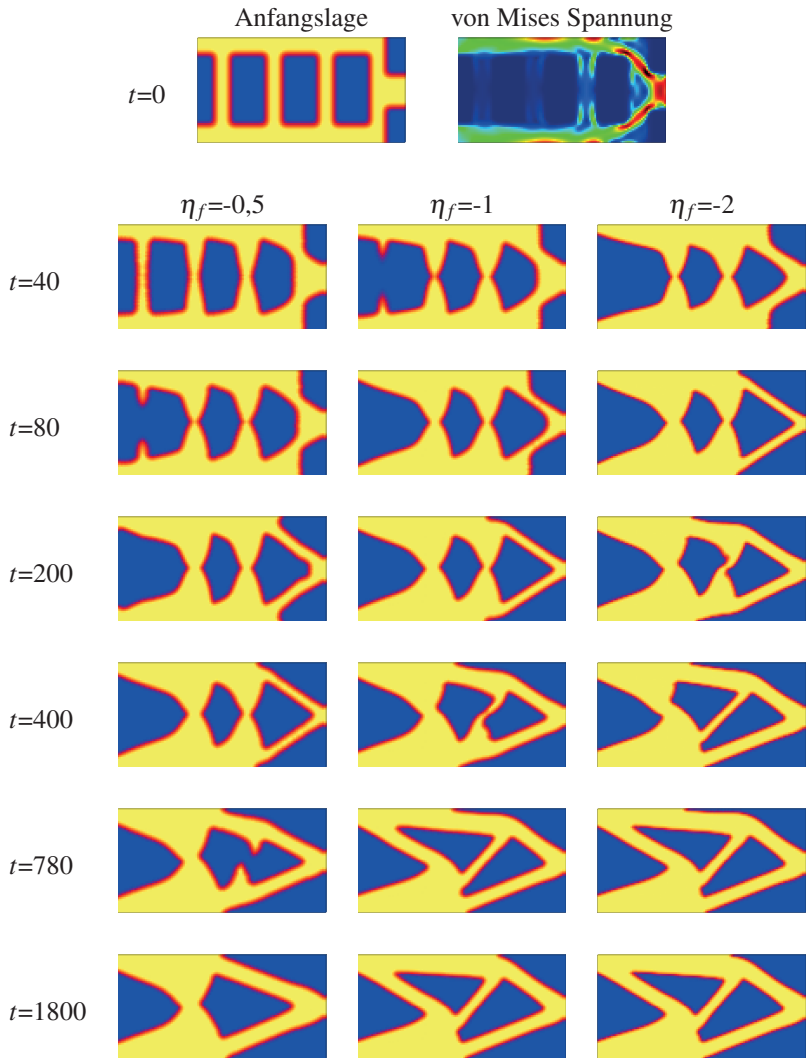 Anfangslage von Mises Spannung
t=0
η_f=-0,5 η_f=-1 η_f=-2
t=40
t=80
t=200
t=400
t=780
t=1800